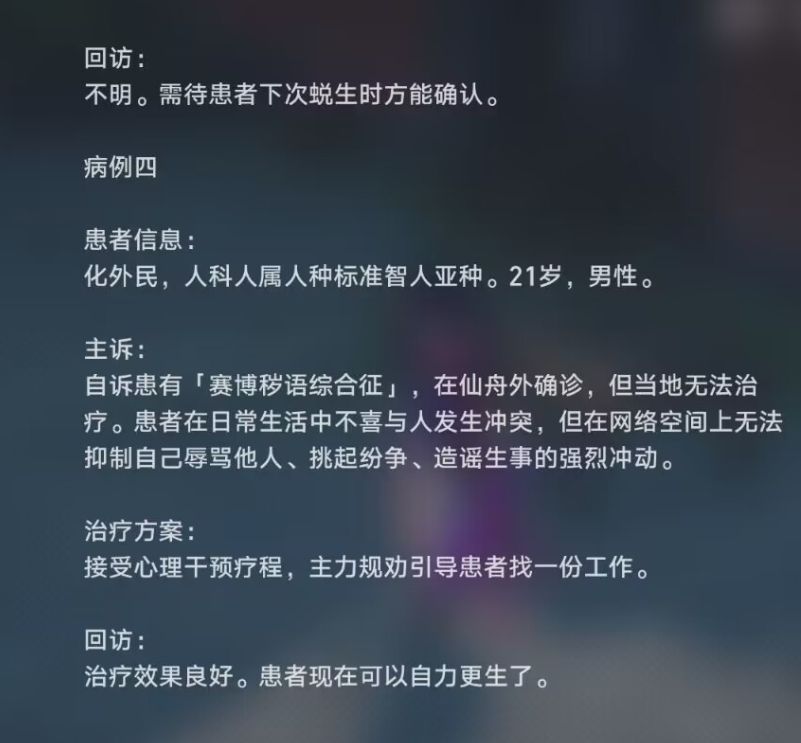 回访：
不明。需待患者下次蜕生时方能确认。
病例四
患者信息：
化外民，人科人属人种标准智人亚种。21岁，男性。
主诉：
自诉患有「赛博秽语综合征」，在仙舟外确诊，但当地无法治
疗。患者在日常生活中不喜与人发生冲突，但在网络空间上无法
抑制自己辱骂他人、挑起纷争、造谣生事的强烈冲动。
治疗方案：
接受心理干预疗程，主力规劝引导患者找一份工作。
回访：
治疗效果良好。患者现在可以自力更生了。